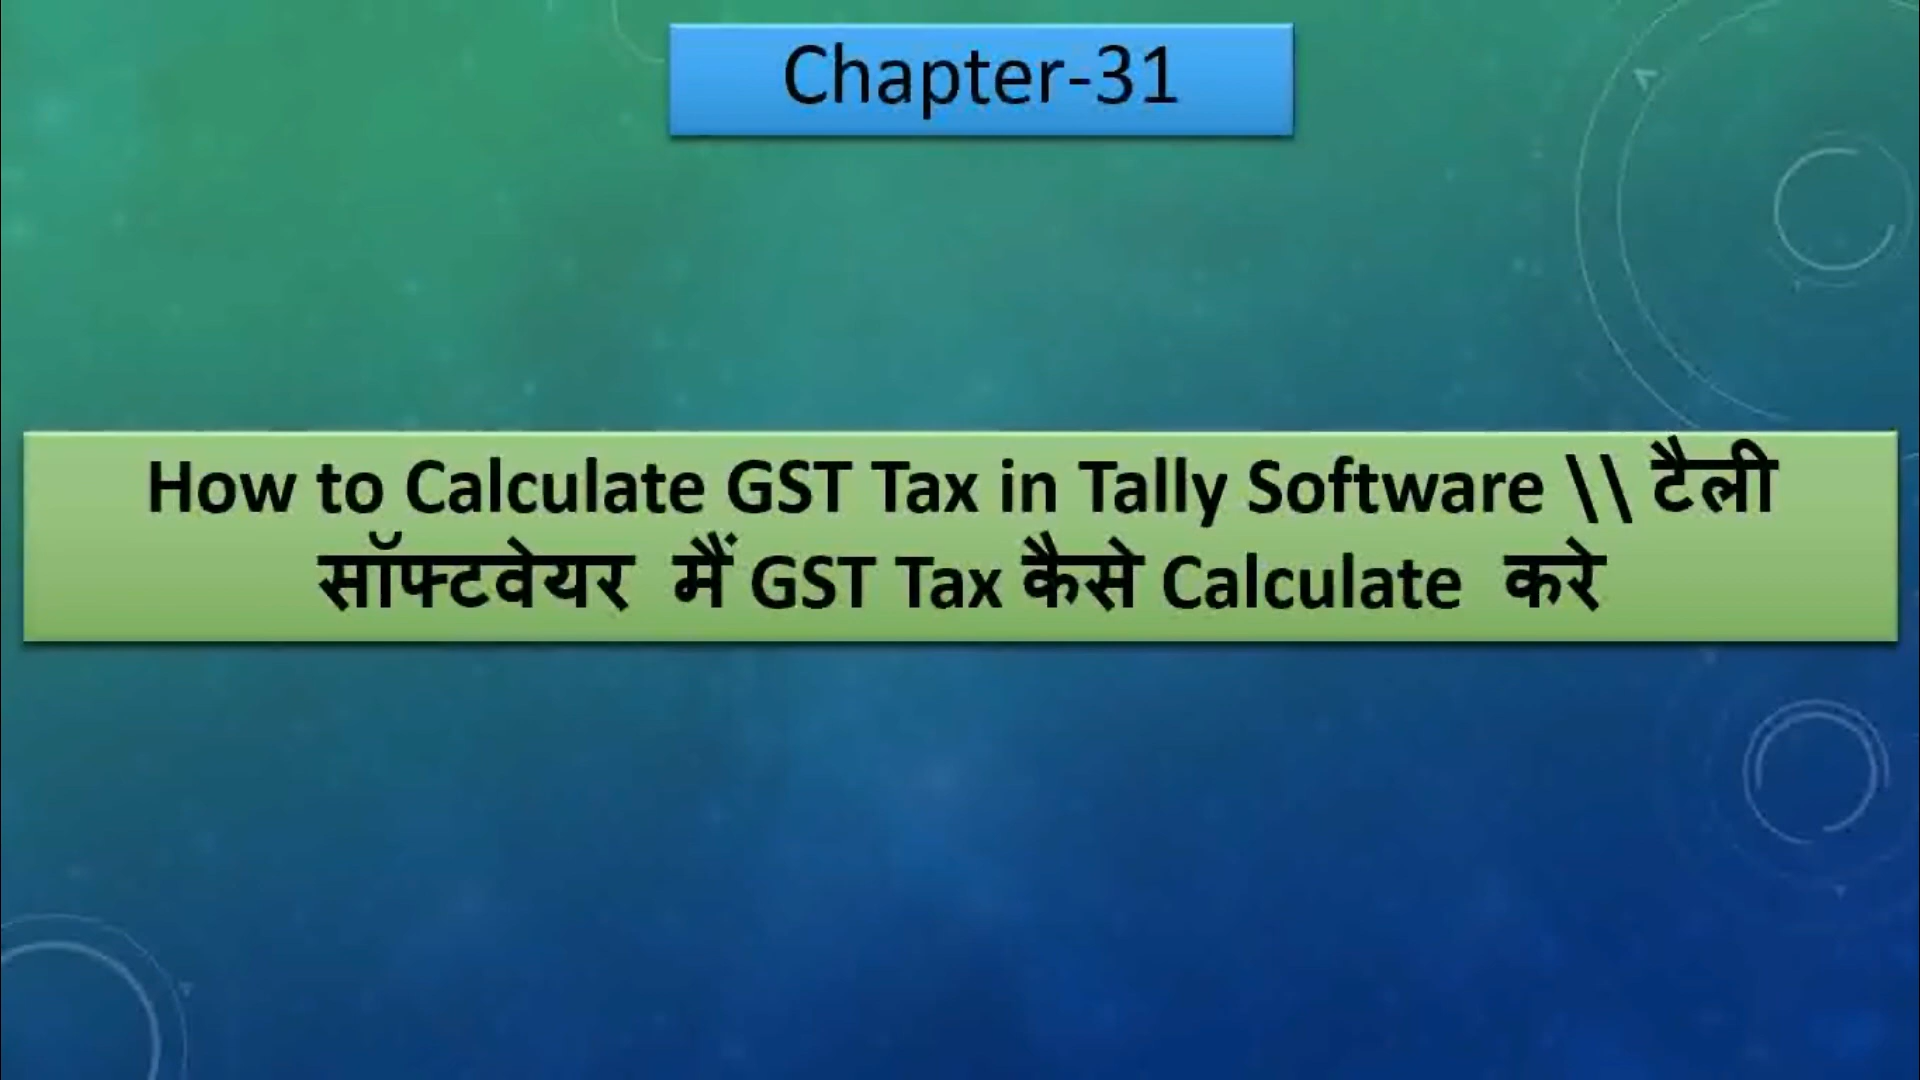 Chapter-31
How to Calculate GST Tax in Tally Software \\ टैली
सॉफ्टवेयर मैं GST Tax कैसे Calculate करे